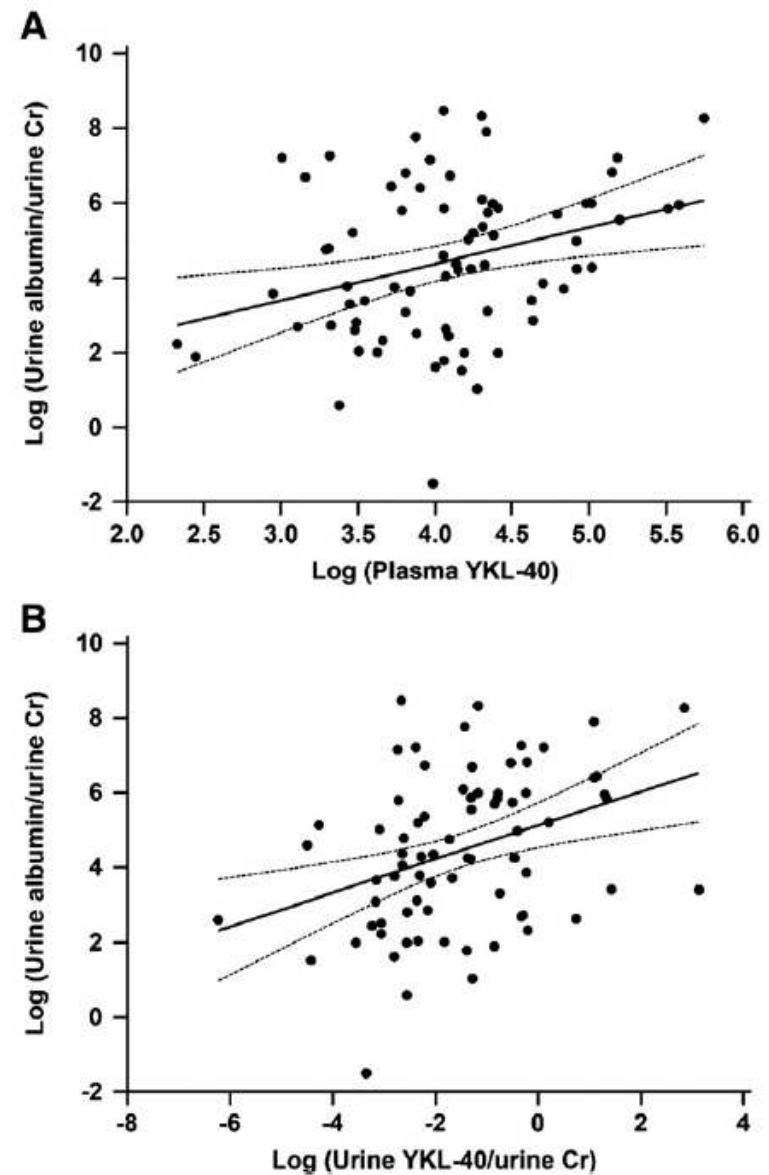 A
10
8
6
4
2
0
-2
Log (Urine albumin/urine Cr)
2.0 2.5 3.0 3.5 4.0 4.5 5.0 5.5 6.0
Log (Plasma YKL-40)
B
10
8
6
4
2
0
-2
Log (Urine albumin/urine Cr)
-8 -6 -4 -2 0 2 4
Log (Urine YKL-40/urine Cr)